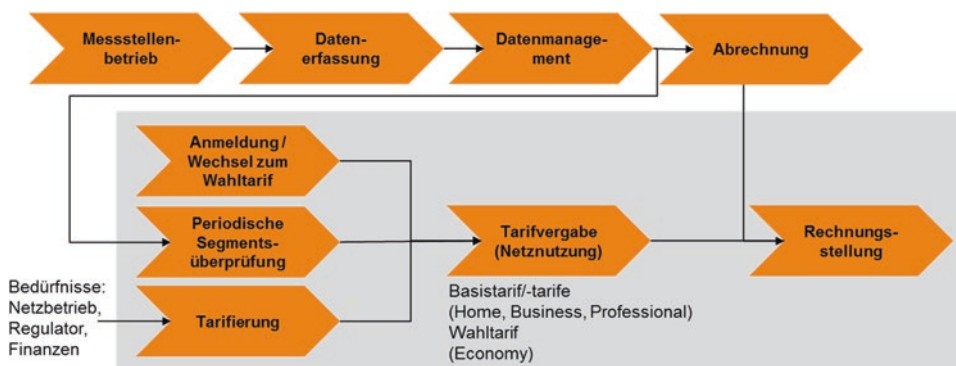 Messstellen-
betrieb
Daten-
erfassung
Datenmanage-
ment
Abrechnung
Anmeldung /
Wechsel zum
Wahltarif
Periodische
Segments-
überprüfung
Tarifvergabe
(Netznutzung)
Rechnungs-
stellung
Bedürfnisse:
Netzbetrieb,
Regulator,
Finanzen
Tarifierung
Basistarif/-tarife
(Home, Business, Professional)
Wahltarif
(Economy)